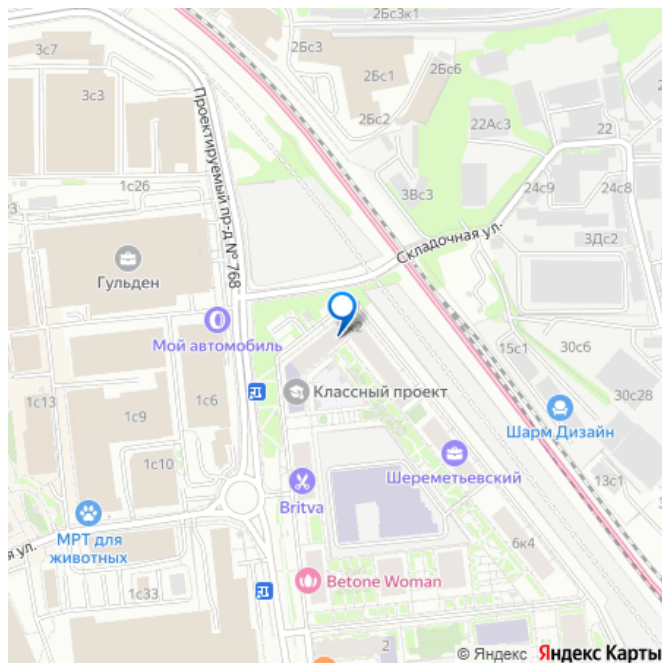 2Бс3к1
3с7
2Бс3
2Бс6
2Бс1
3с3
2Бс2
22Ас3
22
Проектируемый пр-д № 768
1с26
3Вс3
24с9
24с8
Складочная ул.
3Дс2
Гульден
Мой автомобиль
15с1
30с6
1с13
1с6
Классный проект
30с28
1с9
Шарм Дизайн
1с10
Шереметьевский
13с1
Britva
МРТ для
животных
6к4
Betone Woman
1с33
2
© Яндекс Яндекс Карты